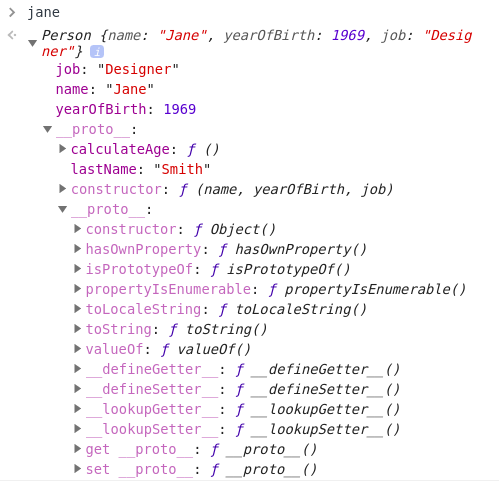 jane
Person {name: "Jane", yearOfBirth: 1969, job: "Desig
ner"} i
job: "Designer"
name: "Jane"
yearOfBirth: 1969
__proto__:
calculateAge: ƒ ()
lastName: "Smith"
constructor: ƒ (name, yearOfBirth, job)
__proto__:
constructor: ƒ Object()
hasOwnProperty: ƒ hasOwnProperty()
isPrototypeOf: ƒ isPrototypeOf()
propertyIsEnumerable: ƒ propertyIsEnumerable()
toLocaleString: ƒ toLocaleString()
toString: ƒ toString()
valueOf: ƒ valueOf()
__defineGetter__: ƒ __defineGetter__()
__defineSetter__: ƒ __defineSetter__()
__lookupGetter__: ƒ __lookupGetter__()
__lookupSetter__: ƒ __lookupSetter__()
get __proto__: ƒ __proto__()
set __proto__: ƒ __proto__()